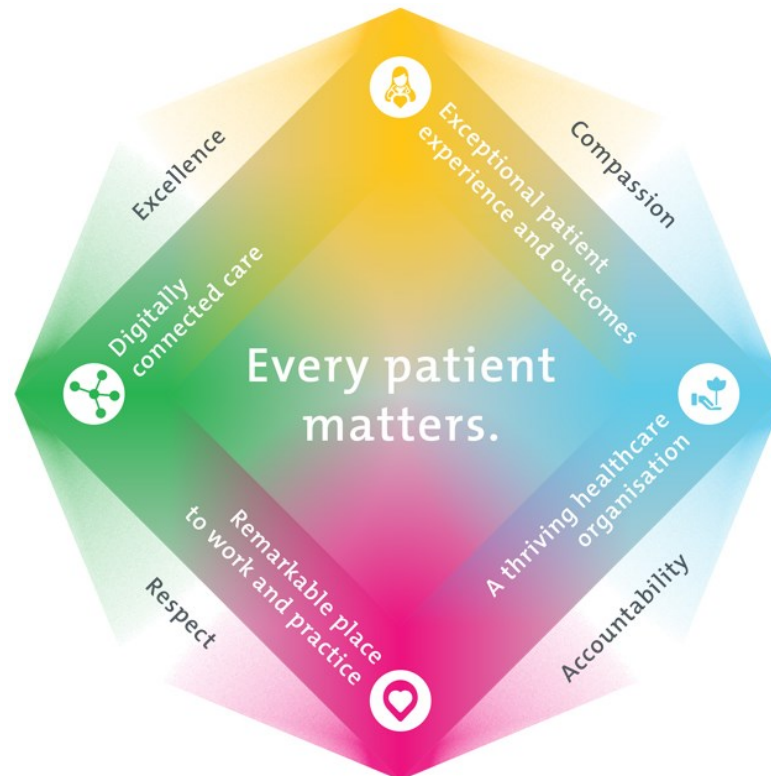 Excellence
Compassion
Exceptional patient
experience and outcomes
Digitally
connected care
Every patient
matters.
Remarkable place
to work and practice
A thriving healthcare
organisation
Respect
Accountability